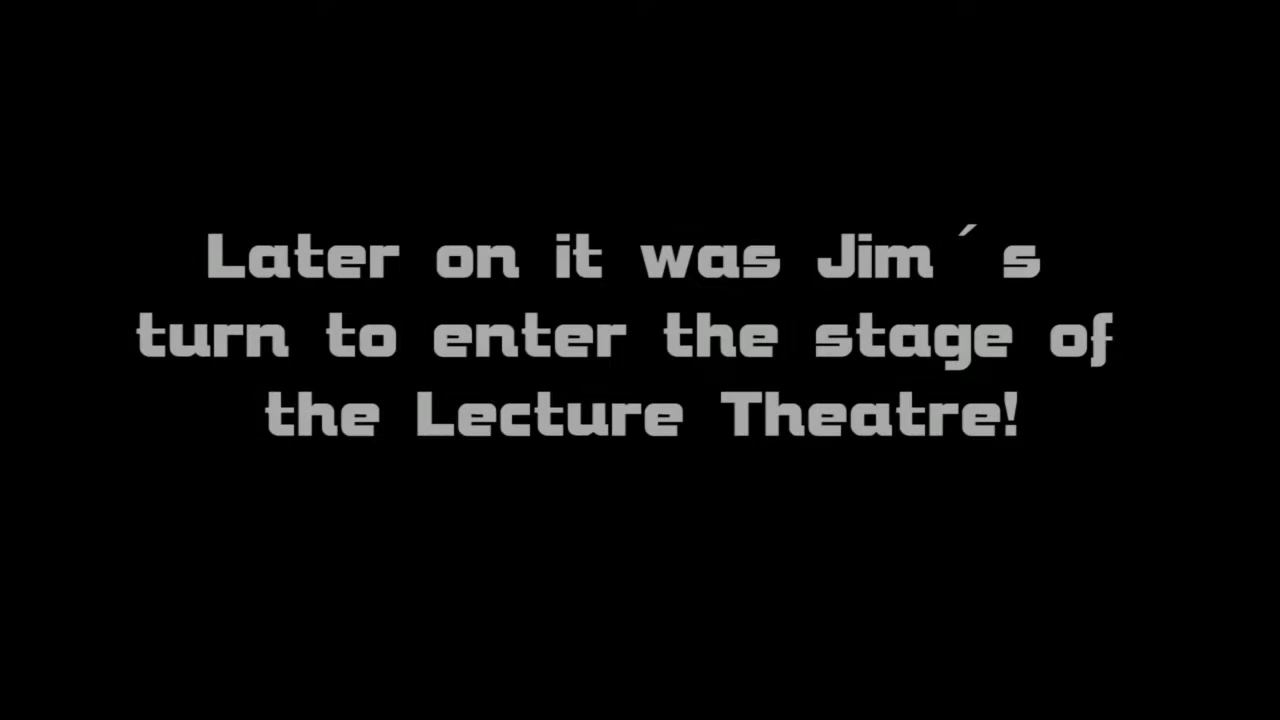 Later on it was Jim´s
turn to enter the stage of
the Lecture Theatre!